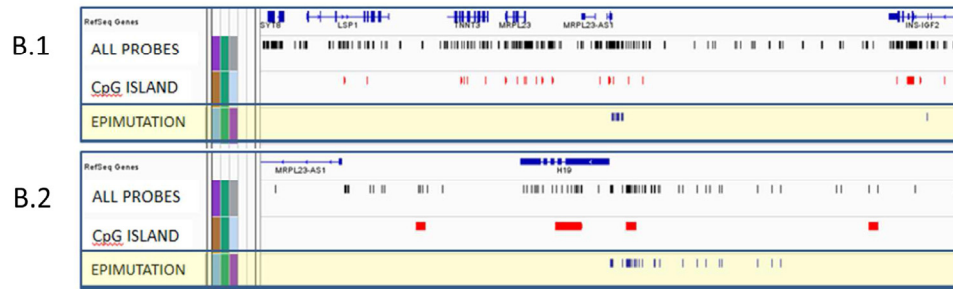 B.1
RefSeq Genes
SYT8 LSP1 TNNT3 MRPL23 MRPL23-AS1 INS-IGF2
ALL PROBES
CpG ISLAND
EPIMUTATION
B.2
RefSeq Genes
MRPL23-AS1 H19
ALL PROBES
CpG ISLAND
EPIMUTATION